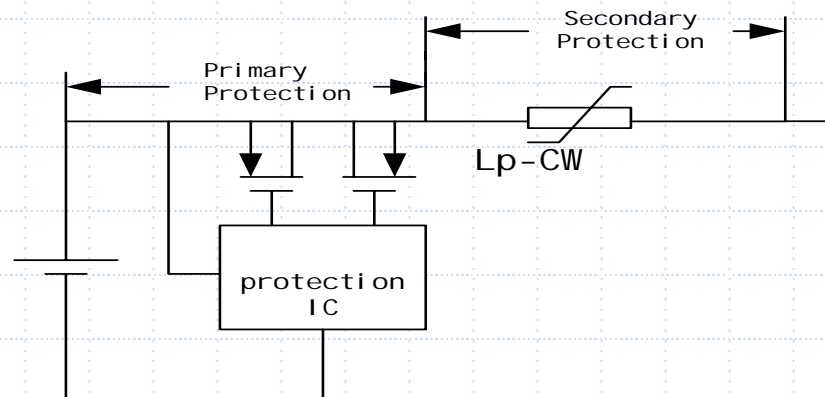 Secondary
Protection
Primary
Protection
Lp-CW
protection
IC